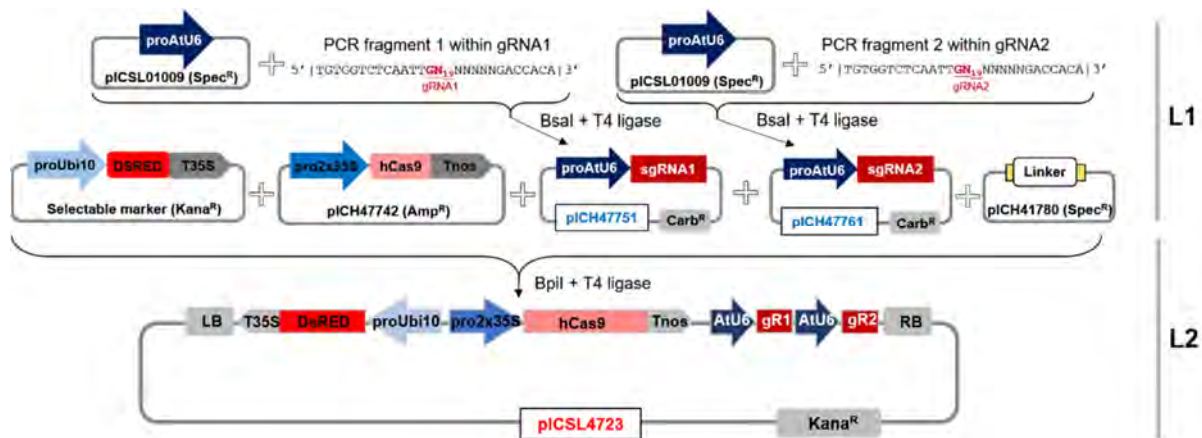 proAtU6
pICSL01009 (SpecR)
PCR fragment 1 within gRNA1
5' |TGTGGTCTCAATTGN19NNNNNGACCACA|3'
gRNA1
proAtU6
pICSL01009 (SpecR)
PCR fragment 2 within gRNA2
5' |TGTGGTCTCAATTGN19NNNNNGACCACA|3'
gRNA2
BsaI + T4 ligase
BsaI + T4 ligase
L1
proUbi10 DSRED T35S
Selectable marker (KanaR)
pro2x35S hCas9 Tnos
pICH47742 (AmpR)
proAtU6 sgRNA1
pICH47751 CarbR
proAtU6 sgRNA2
pICH47761 CarbR
Linker
pICH41780 (SpecR)
BpiI + T4 ligase
LB T35S DsRED proUbi10 pro2x35S hCas9 Tnos AtU6 gR1 AtU6 gR2 RB
L2
pICSL4723 KanaR